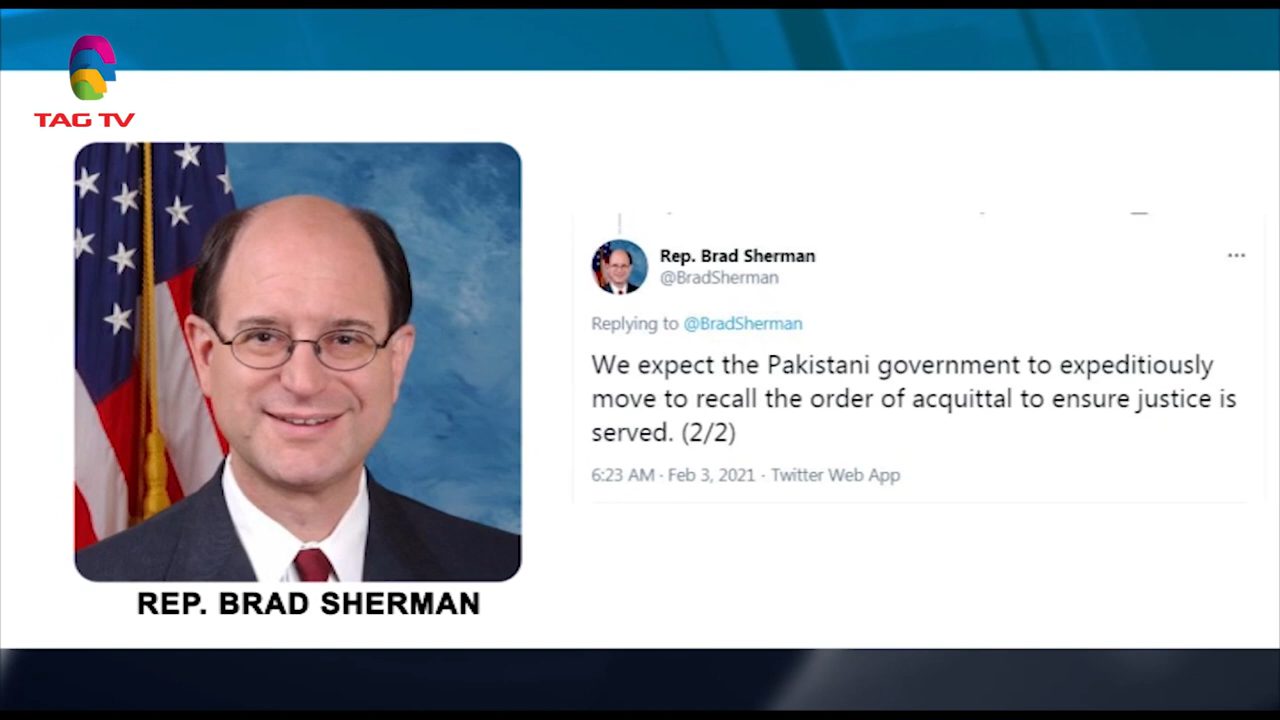 TAG TV
Rep. Brad Sherman
@BradSherman
Replying to @BradSherman
We expect the Pakistani government to expeditiously
move to recall the order of acquittal to ensure justice is
served. (2/2)
6:23 AM · Feb 3, 2021 · Twitter Web App
REP. BRAD SHERMAN